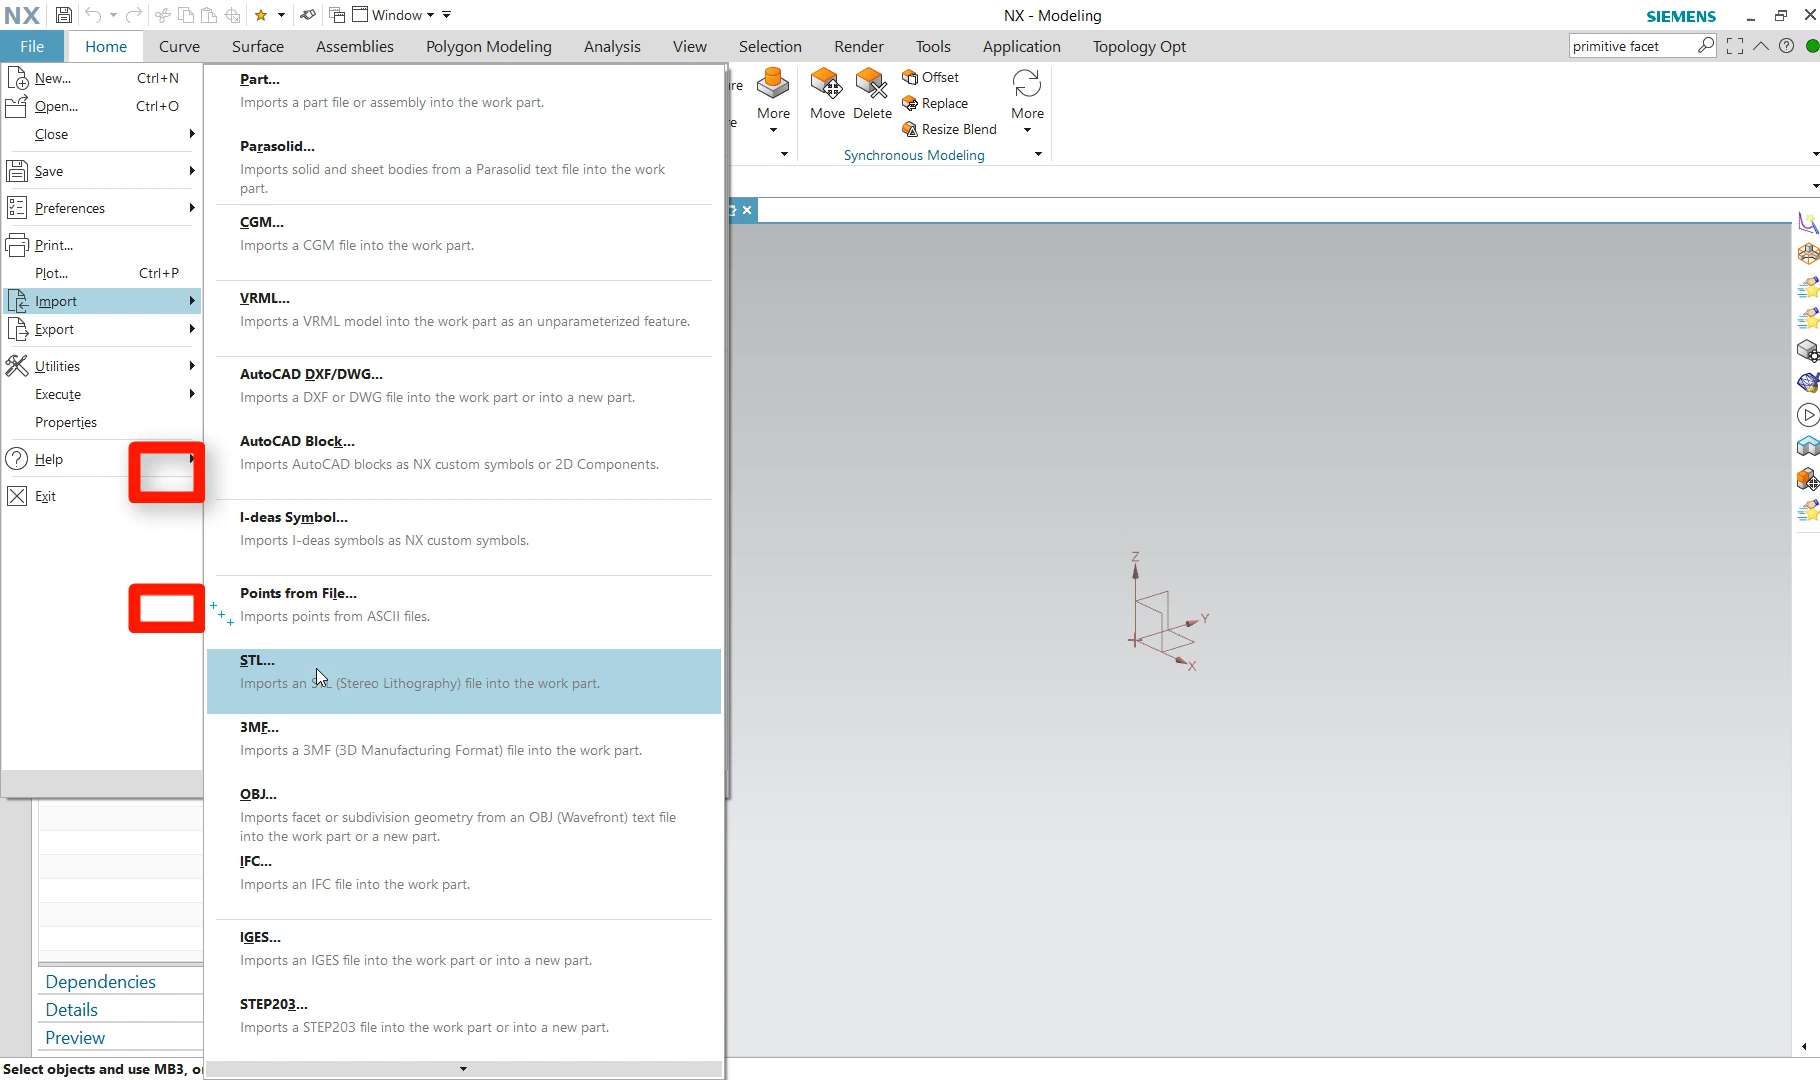 NX
Window
NX - Modeling
SIEMENS
File
Home
Curve
Surface
Assemblies
Polygon Modeling
Analysis
View
Selection
Render
Tools
Application
Topology Opt
primitive facet
New... Ctrl+N
Open... Ctrl+O
Close
Save
Preferences
Print...
Plot... Ctrl+P
Import
Export
Utilities
Execute
Properties
Help
Exit
Part...
Imports a part file or assembly into the work part.
Parasolid...
Imports solid and sheet bodies from a Parasolid text file into the work
part.
CGM...
Imports a CGM file into the work part.
VRML...
Imports a VRML model into the work part as an unparameterized feature.
AutoCAD DXF/DWG...
Imports a DXF or DWG file into the work part or into a new part.
AutoCAD Block...
Imports AutoCAD blocks as NX custom symbols or 2D Components.
I-deas Symbol...
Imports I-deas symbols as NX custom symbols.
Points from File...
Imports points from ASCII files.
STL...
Imports an STL (Stereo Lithography) file into the work part.
3MF...
Imports a 3MF (3D Manufacturing Format) file into the work part.
OBJ...
Imports facet or subdivision geometry from an OBJ (Wavefront) text file
into the work part or a new part.
IFC...
Imports an IFC file into the work part.
IGES...
Imports an IGES file into the work part or into a new part.
STEP203...
Imports a STEP203 file into the work part or into a new part.
More
Move
Delete
Offset
Replace
Resize Blend
More
Synchronous Modeling
Z
Y
X
Dependencies
Details
Preview
Select objects and use MB3,